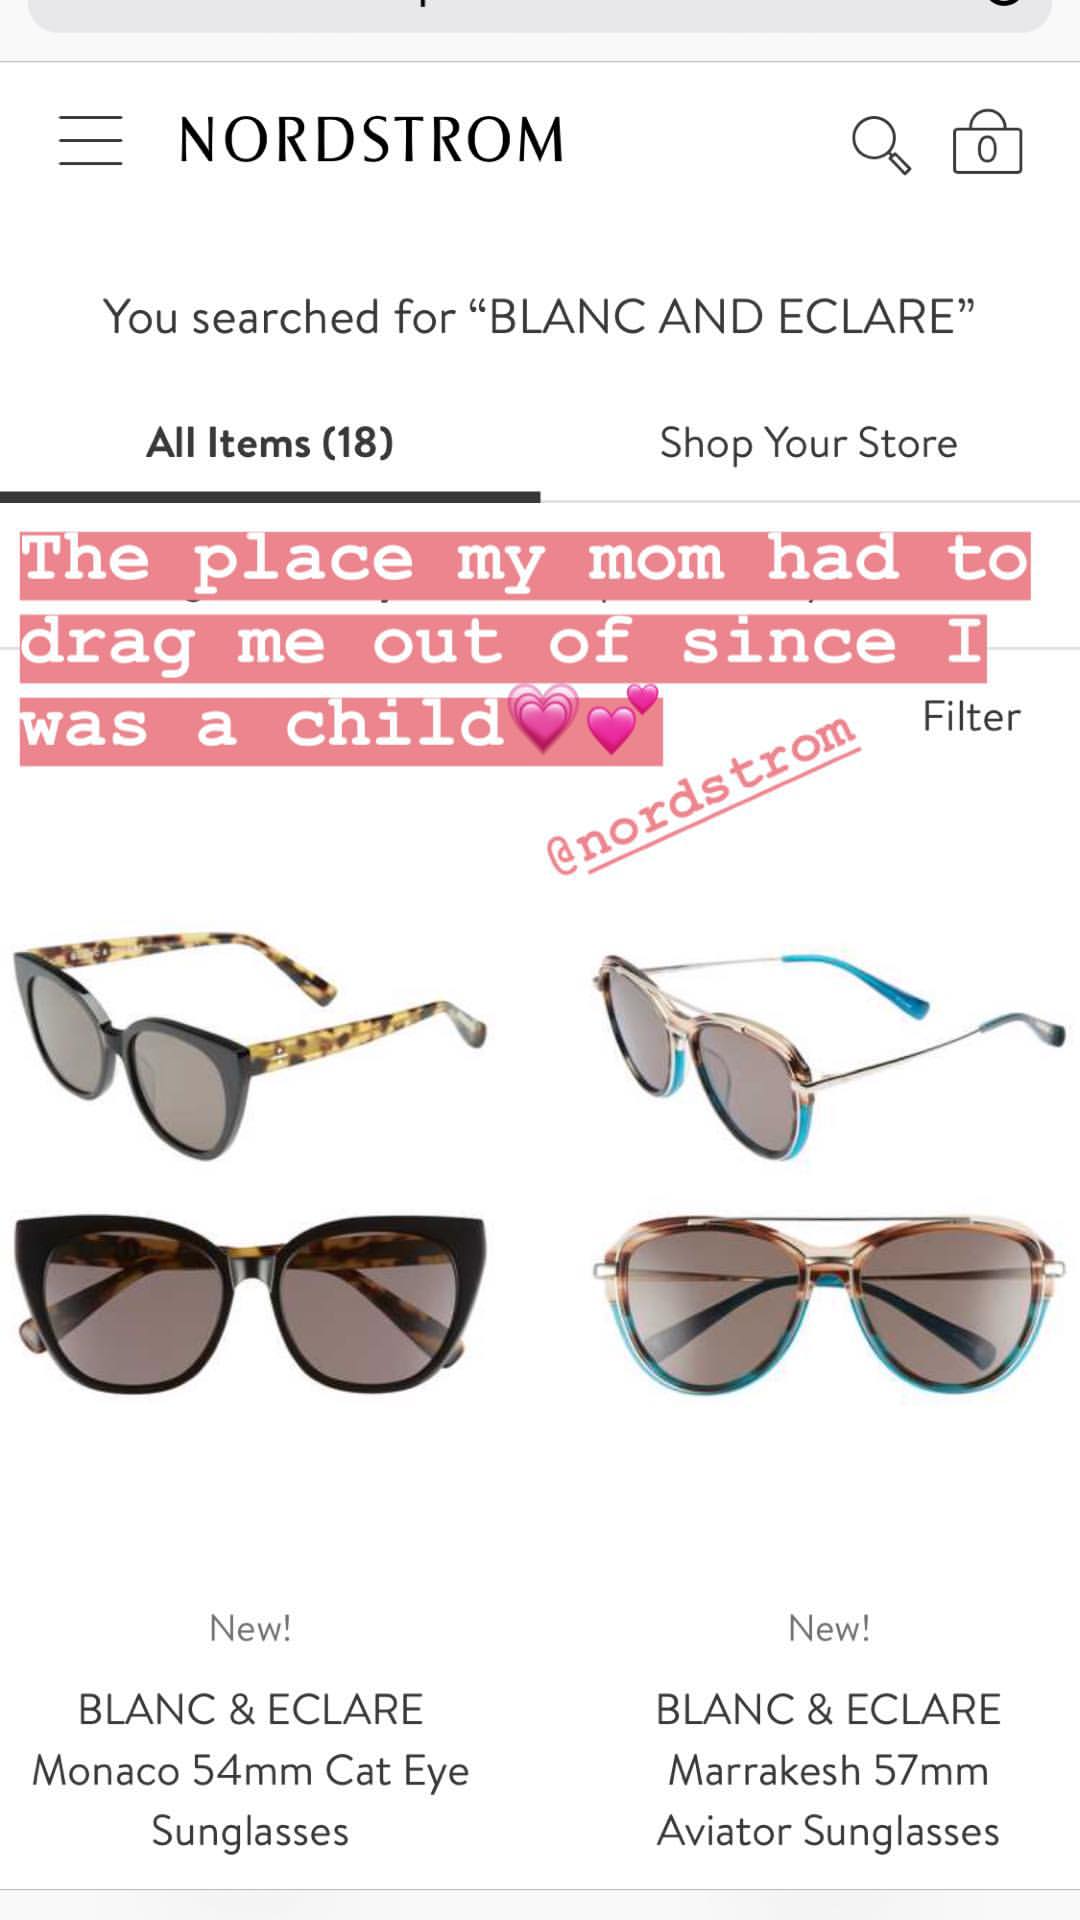 NORDSTROM
0
You searched for “BLANC AND ECLARE”
All Items (18)
Shop Your Store
The place my mom had to
drag me out of since I
was a child💗💕
Filter
@nordstrom
New!
BLANC & ECLARE
Monaco 54mm Cat Eye
Sunglasses
New!
BLANC & ECLARE
Marrakesh 57mm
Aviator Sunglasses